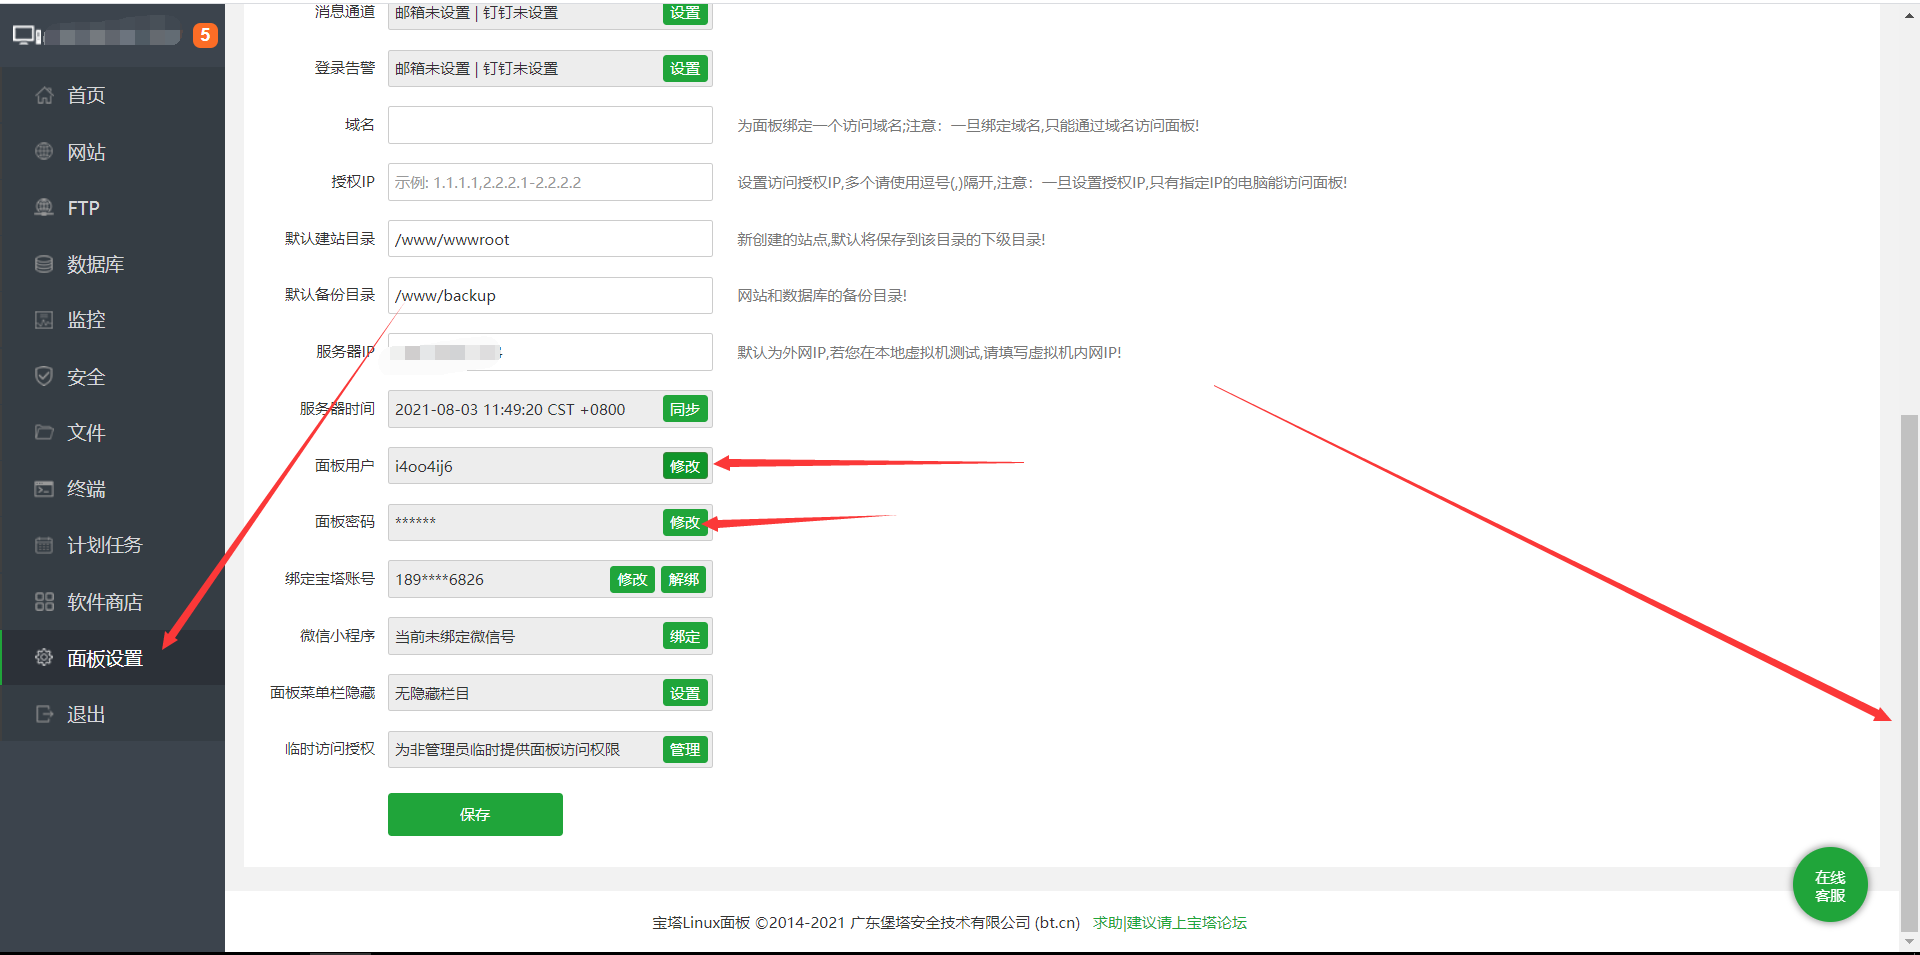 5
首页
网站
FTP
数据库
监控
安全
文件
终端
计划任务
软件商店
面板设置
退出
消息通道 邮箱未设置 | 钉钉未设置 设置
登录告警 邮箱未设置 | 钉钉未设置 设置
域名 为面板绑定一个访问域名;注意：一旦绑定域名,只能通过域名访问面板!
授权IP 示例: 1.1.1.1,2.2.2.1-2.2.2.2 设置访问授权IP,多个请使用逗号(,)隔开,注意：一旦设置授权IP,只有指定IP的电脑能访问面板!
默认建站目录 /www/wwwroot 新创建的站点,默认将保存到该目录的下级目录!
默认备份目录 /www/backup 网站和数据库的备份目录!
服务器IP 默认为外网IP,若您在本地虚拟机测试,请填写虚拟机内网IP!
服务器时间 2021-08-03 11:49:20 CST +0800 同步
面板用户 i4oo4ij6 修改
面板密码 ****** 修改
绑定宝塔账号 189****6826 修改 解绑
微信小程序 当前未绑定微信号 绑定
面板菜单栏隐藏 无隐藏栏目 设置
临时访问授权 为非管理员临时提供面板访问权限 管理
保存
在线
客服
宝塔Linux面板 ©2014-2021 广东堡塔安全技术有限公司 (bt.cn) 求助|建议请上宝塔论坛